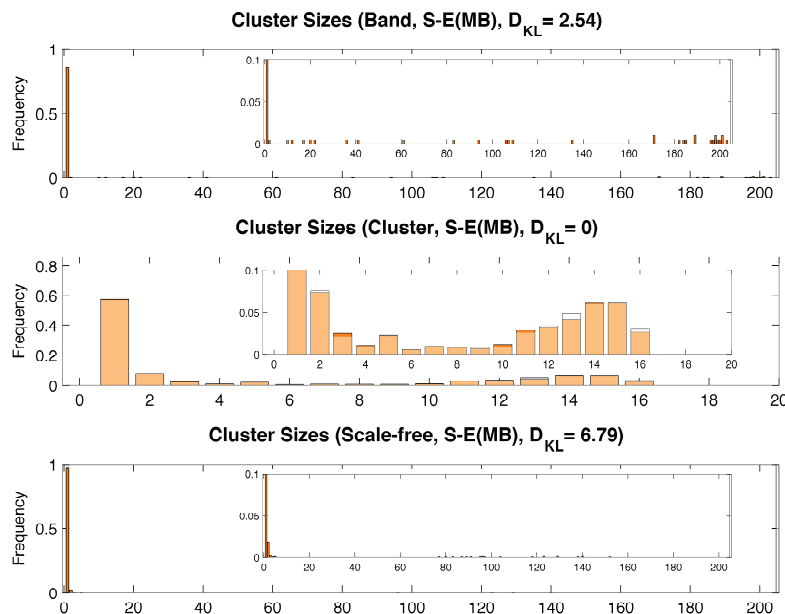 Cluster Sizes (Band, S-E(MB), DKL= 2.54)
Frequency
1
0.5
0
0.1
0.05
0
0 20 40 60 80 100 120 140 160 180 200
0 20 40 60 80 100 120 140 160 180 200
Cluster Sizes (Cluster, S-E(MB), DKL= 0)
Frequency
0.8
0.6
0.4
0.2
0
0.1
0.05
0
0 2 4 6 8 10 12 14 16 18 20
0 2 4 6 8 10 12 14 16 18 20
Cluster Sizes (Scale-free, S-E(MB), DKL= 6.79)
Frequency
1
0.5
0
0.1
0.05
0
0 20 40 60 80 100 120 140 160 180 200
0 20 40 60 80 100 120 140 160 180 200